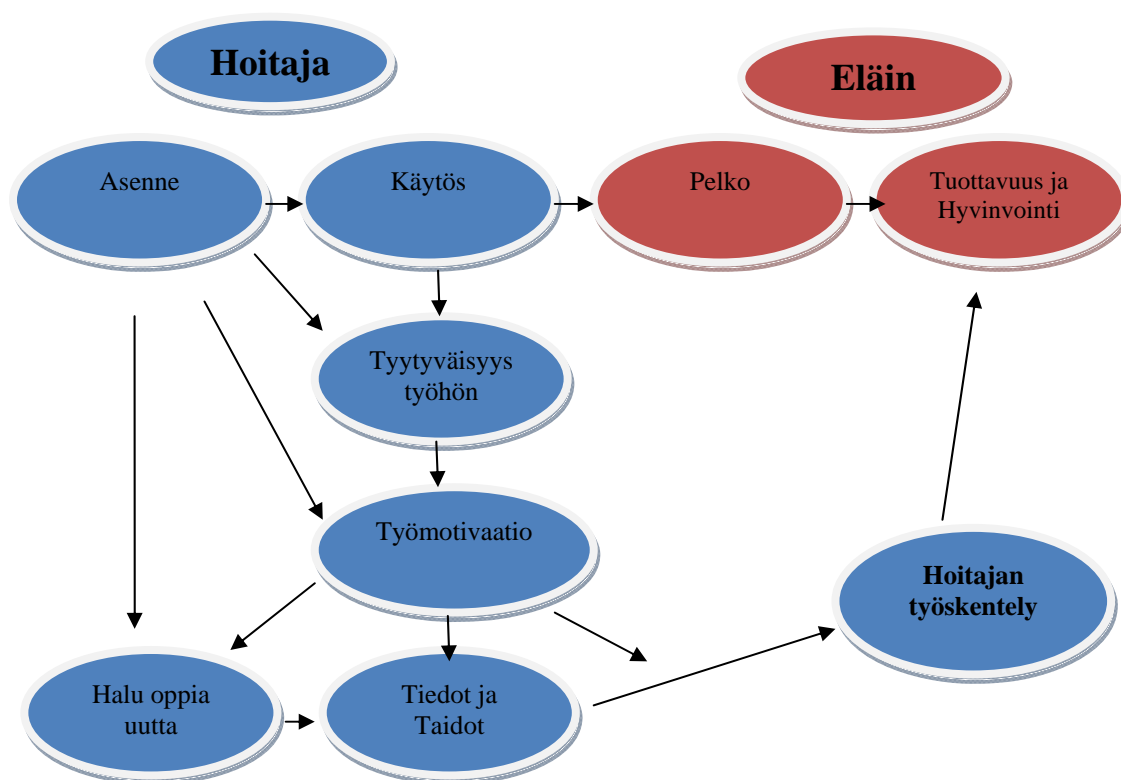 Hoitaja
Eläin
Asenne
Käytös
Pelko
Tuottavuus ja
Hyvinvointi
Tyytyväisyys
työhön
Työmotivaatio
Hoitajan
työskentely
Halu oppia
uutta
Tiedot ja
Taidot